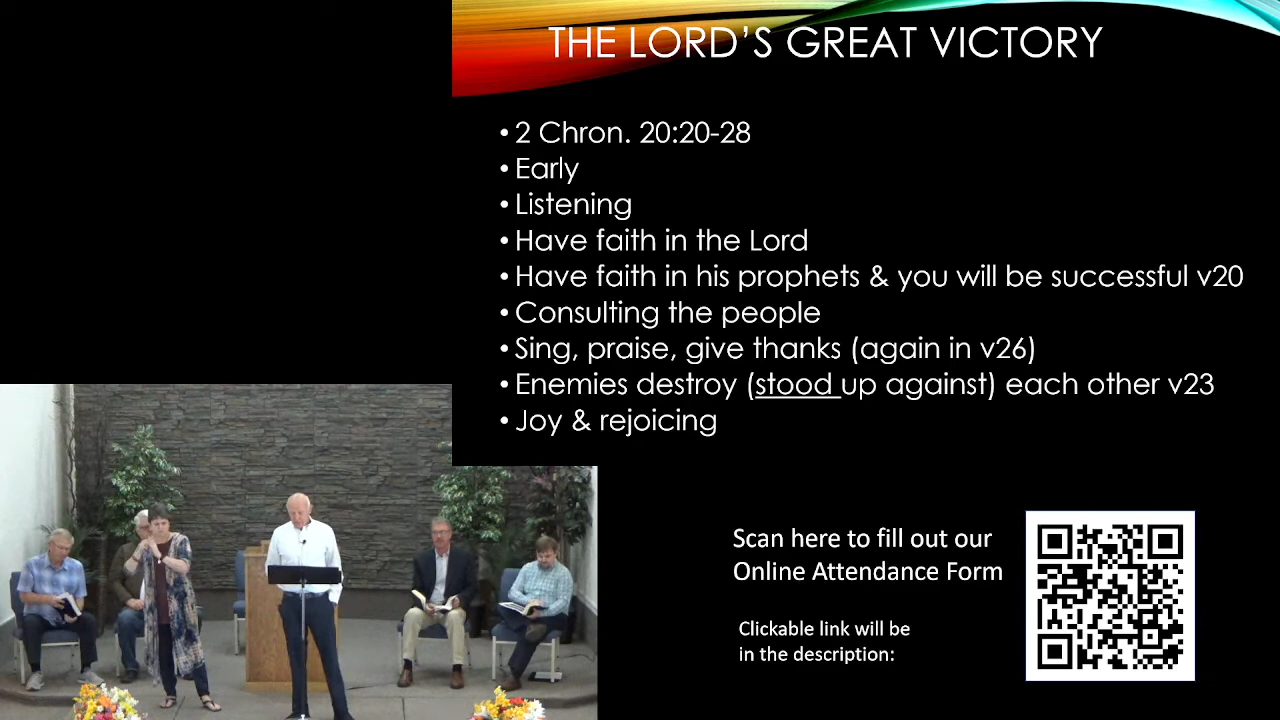 THE LORD'S GREAT VICTORY
• 2 Chron. 20:20-28
• Early
• Listening
• Have faith in the Lord
• Have faith in his prophets & you will be successful v20
• Consulting the people
• Sing, praise, give thanks (again in v26)
• Enemies destroy (stood up against) each other v23
• Joy & rejoicing
Scan here to fill out our
Online Attendance Form
Clickable link will be
in the description: